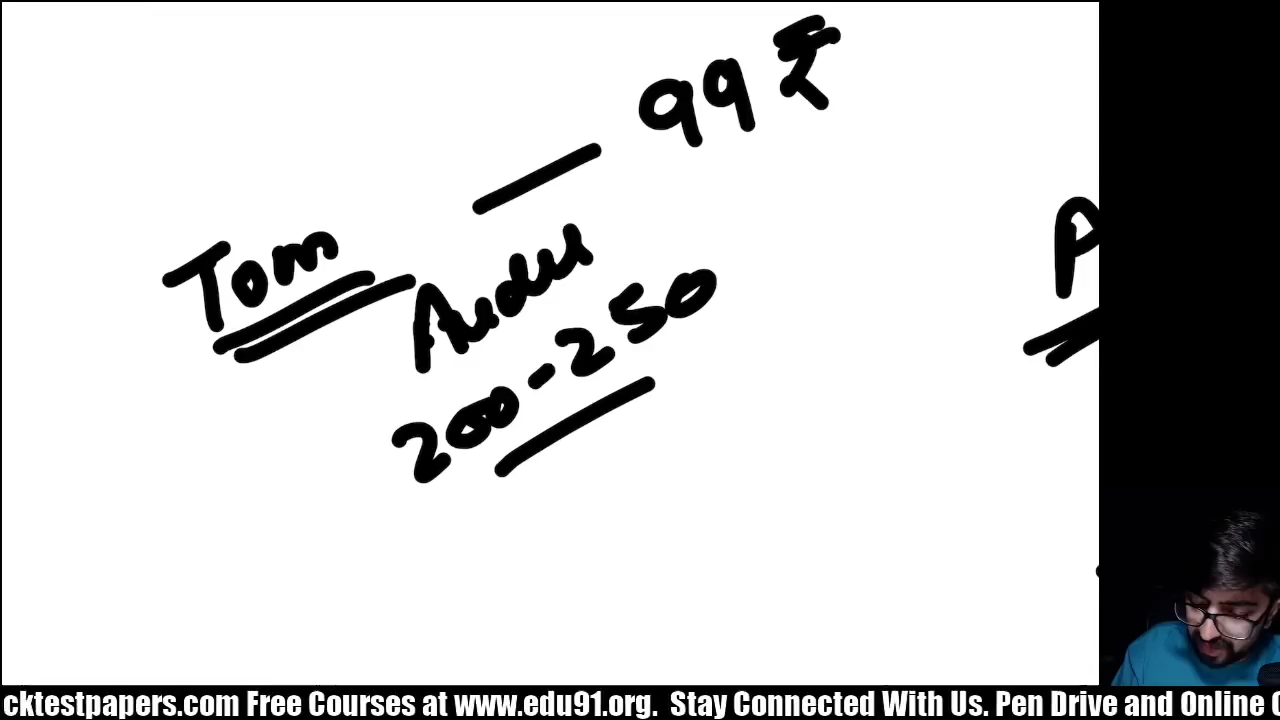 99 ₹
Tom
200-250
cktestpapers.com Free Courses at www.edu91.org. Stay Connected With Us. Pen Drive and Online